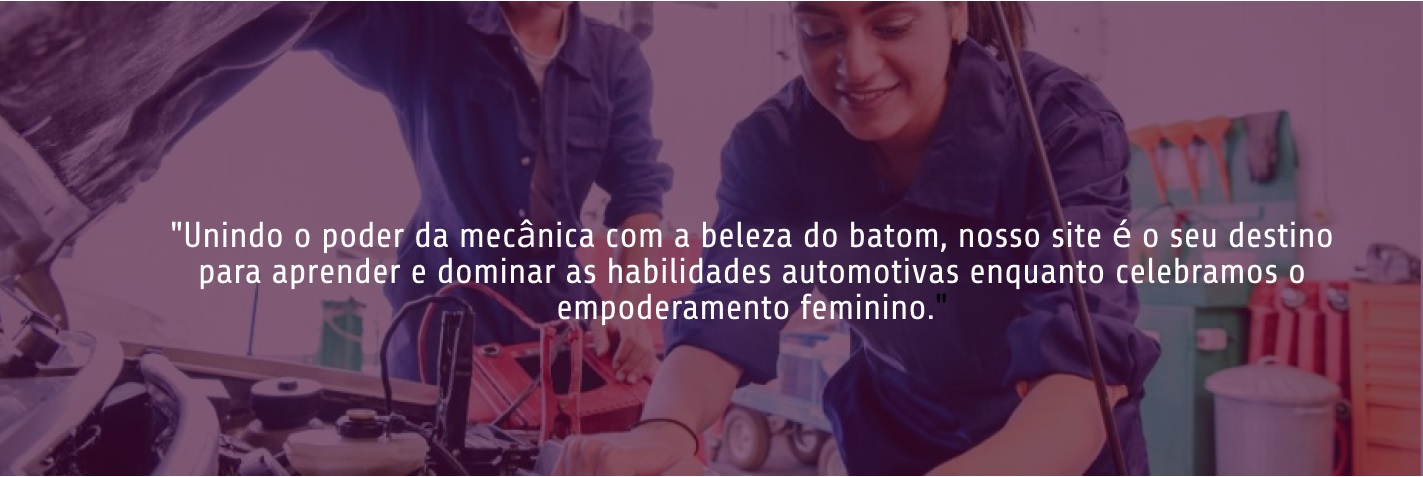 "Unindo o poder da mecânica com a beleza do batom, nosso site é o seu destino
para aprender e dominar as habilidades automotivas enquanto celebramos o
empoderamento feminino."